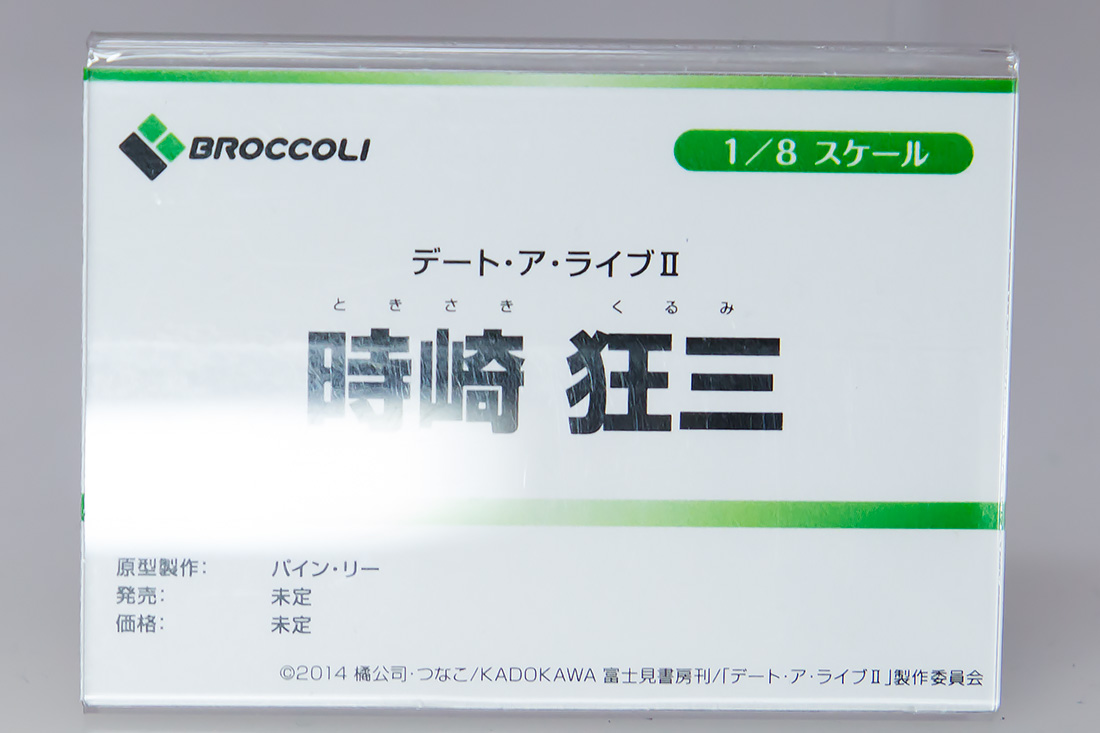 BROCCOLI
1/8 スケール
デート・ア・ライブⅡ
ときさき くるみ
時崎 狂三
原型製作: パイン・リー
発売: 未定
価格: 未定
©2014 橘公司・つなこ/KADOKAWA 富士見書房刊/「デート・ア・ライブⅡ」製作委員会